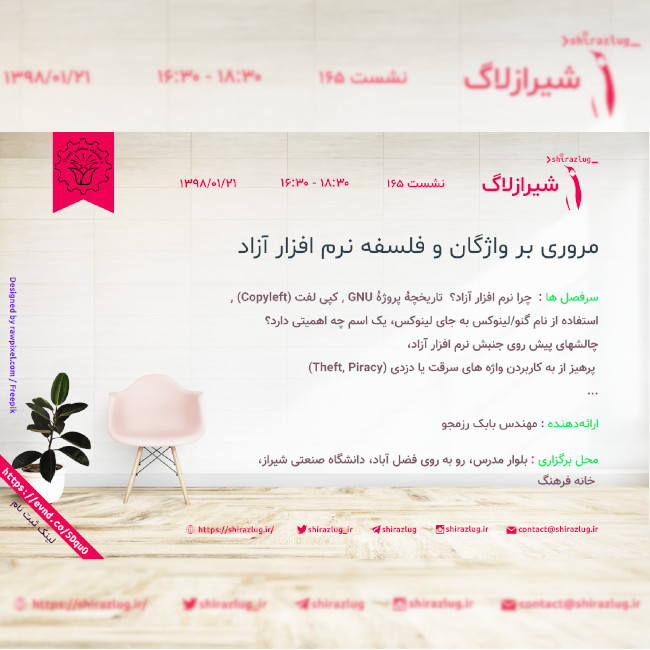 >shirazlug_
شیرازلاگ
نشست ۱۶۵
۱۶:۳۰ - ۱۸:۳۰
۱۳۹۸/۰۱/۲۱
>shirazlug_
شیرازلاگ
نشست ۱۶۵
۱۶:۳۰ - ۱۸:۳۰
۱۳۹۸/۰۱/۲۱
مروری بر واژگان و فلسفه نرم افزار آزاد
سرفصل ها : چرا نرم افزار آزاد؟ تاریخچهٔ پروژهٔ GNU , کپی لفت (Copyleft) ,
استفاده از نام گنو/لینوکس به جای لینوکس، یک اسم چه اهمیتی دارد؟
چالشهای پیش روی جنبش نرم افزار آزاد،
پرهیز از به کاربردن واژه های سرقت یا دزدی (Theft, Piracy)
...
ارائه‌دهنده : مهندس بابک رزمجو
محل برگزاری : بلوار مدرس، رو به روی فضل آباد، دانشگاه صنعتی شیراز،
خانه فرهنگ
Designed by rawpixel.com / Freepik
https://evnd.co/SDquO
لینک ثبت نام
https://shirazlug.ir/
shirazlug_ir
shirazlug
@shirazlug.ir
contact@shirazlug.ir
https://shirazlug.ir/
shirazlug_ir
shirazlug
@shirazlug.ir
contact@shirazlug.ir